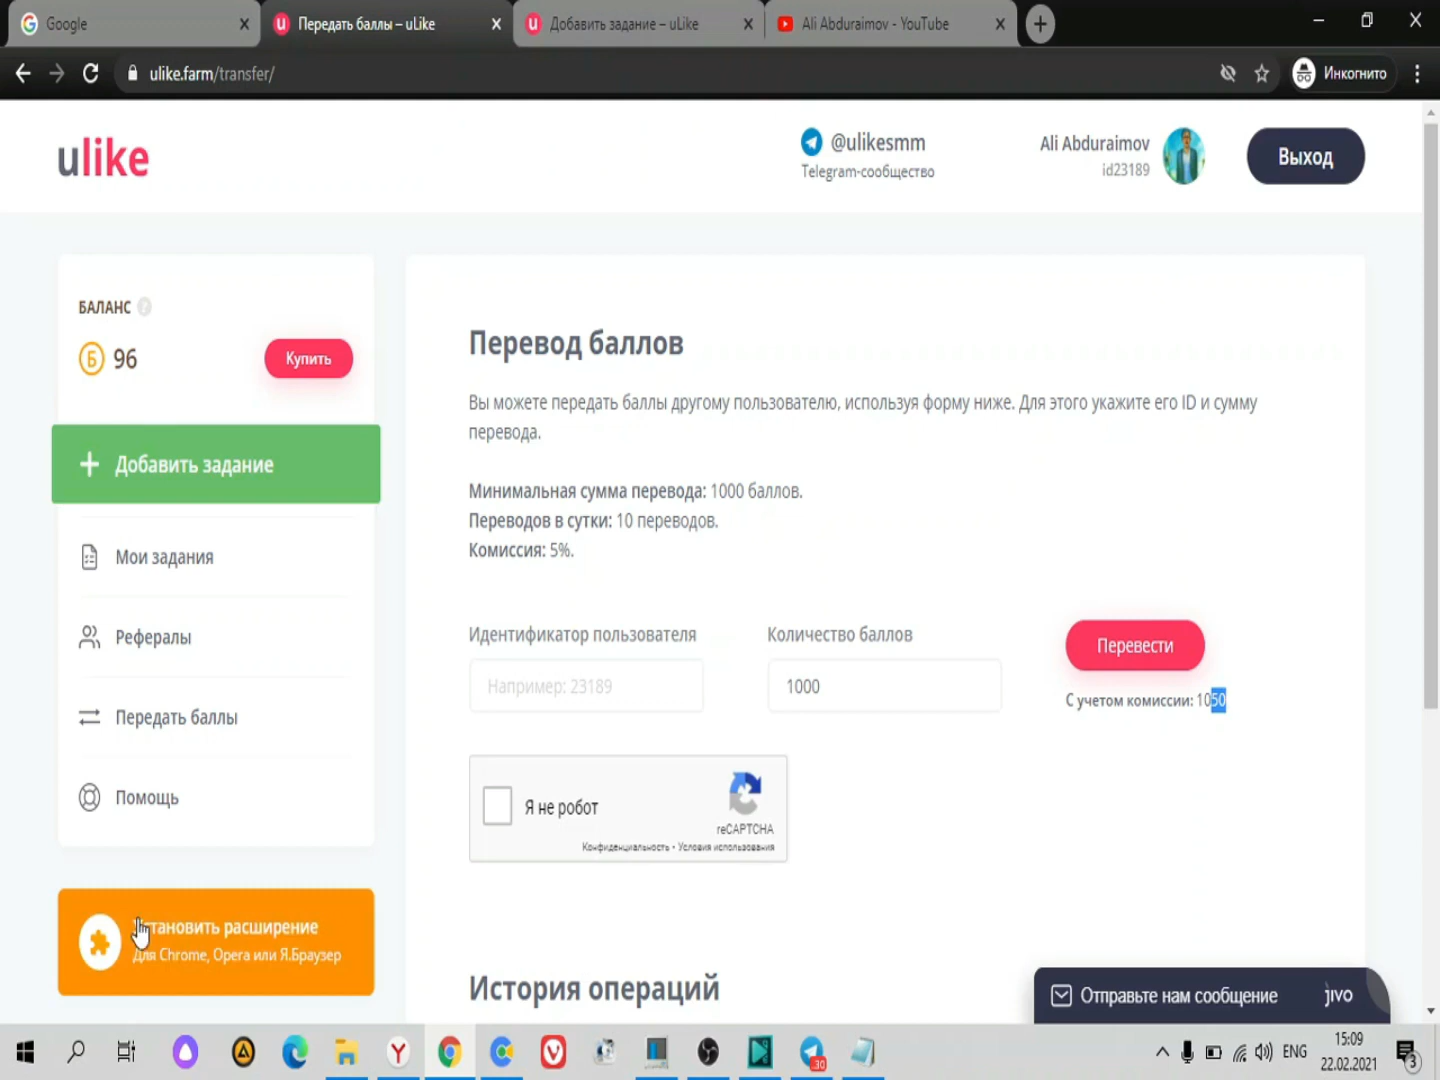 Google
Передать баллы – uLike
Добавить задание – uLike
Ali Abduraimov - YouTube
ulike.farm/transfer/
Инкогнито
ulike
@ulikesmm
Telegram-сообщество
Ali Abduraimov
id23189
Выход
БАЛАНС ?
Б 96
Купить
Добавить задание
Мои задания
Рефералы
Передать баллы
Помощь
Установить расширение
Для Chrome, Opera или Я.Браузер
Перевод баллов
Вы можете передать баллы другому пользователю, используя форму ниже. Для этого укажите его ID и сумму
перевода.
Минимальная сумма перевода: 1000 баллов.
Переводов в сутки: 10 переводов.
Комиссия: 5%.
Идентификатор пользователя
Количество баллов
Например: 23189
1000
Перевести
С учетом комиссии: 1050
Я не робот
reCAPTCHA
Конфиденциальность - Условия использования
История операций
Отправьте нам сообщение
jivo
30
ENG
15:09
22.02.2021
3